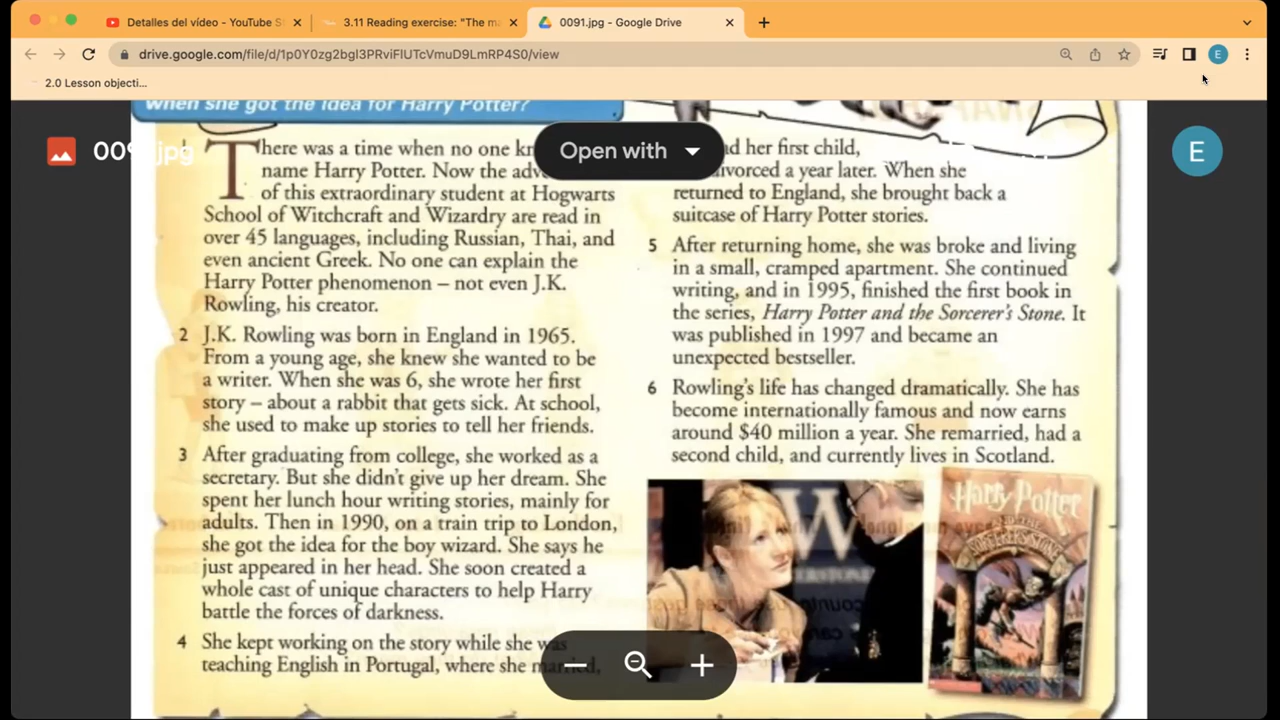 Detalles del vídeo - YouTube S
3.11 Reading exercise: "The m
0091.jpg - Google Drive
drive.google.com/file/d/1p0Y0zg2bgl3PRviFlUTcVmuD9LmRP4S0/view
E
2.0 Lesson objecti...
when she got the idea for Harry Potter?
009 .jpg
Open with
E
There was a time when no one kn
name Harry Potter. Now the adv
of this extraordinary student at Hogwarts
School of Witchcraft and Wizardry are read in
over 45 languages, including Russian, Thai, and
even ancient Greek. No one can explain the
Harry Potter phenomenon – not even J.K.
Rowling, his creator.
2 J.K. Rowling was born in England in 1965.
From a young age, she knew she wanted to be
a writer. When she was 6, she wrote her first
story – about a rabbit that gets sick. At school,
she used to make up stories to tell her friends.
3 After graduating from college, she worked as a
secretary. But she didn't give up her dream. She
spent her lunch hour writing stories, mainly for
adults. Then in 1990, on a train trip to London,
she got the idea for the boy wizard. She says he
just appeared in her head. She soon created a
whole cast of unique characters to help Harry
battle the forces of darkness.
4 She kept working on the story while she was
teaching English in Portugal, where she married,
had her first child,
divorced a year later. When she
returned to England, she brought back a
suitcase of Harry Potter stories.
5 After returning home, she was broke and living
in a small, cramped apartment. She continued
writing, and in 1995, finished the first book in
the series, Harry Potter and the Sorcerer's Stone. It
was published in 1997 and became an
unexpected bestseller.
6 Rowling's life has changed dramatically. She has
become internationally famous and now earns
around $40 million a year. She remarried, had a
second child, and currently lives in Scotland.
W
Harry Potter
AND THE
SORCERER'S STONE